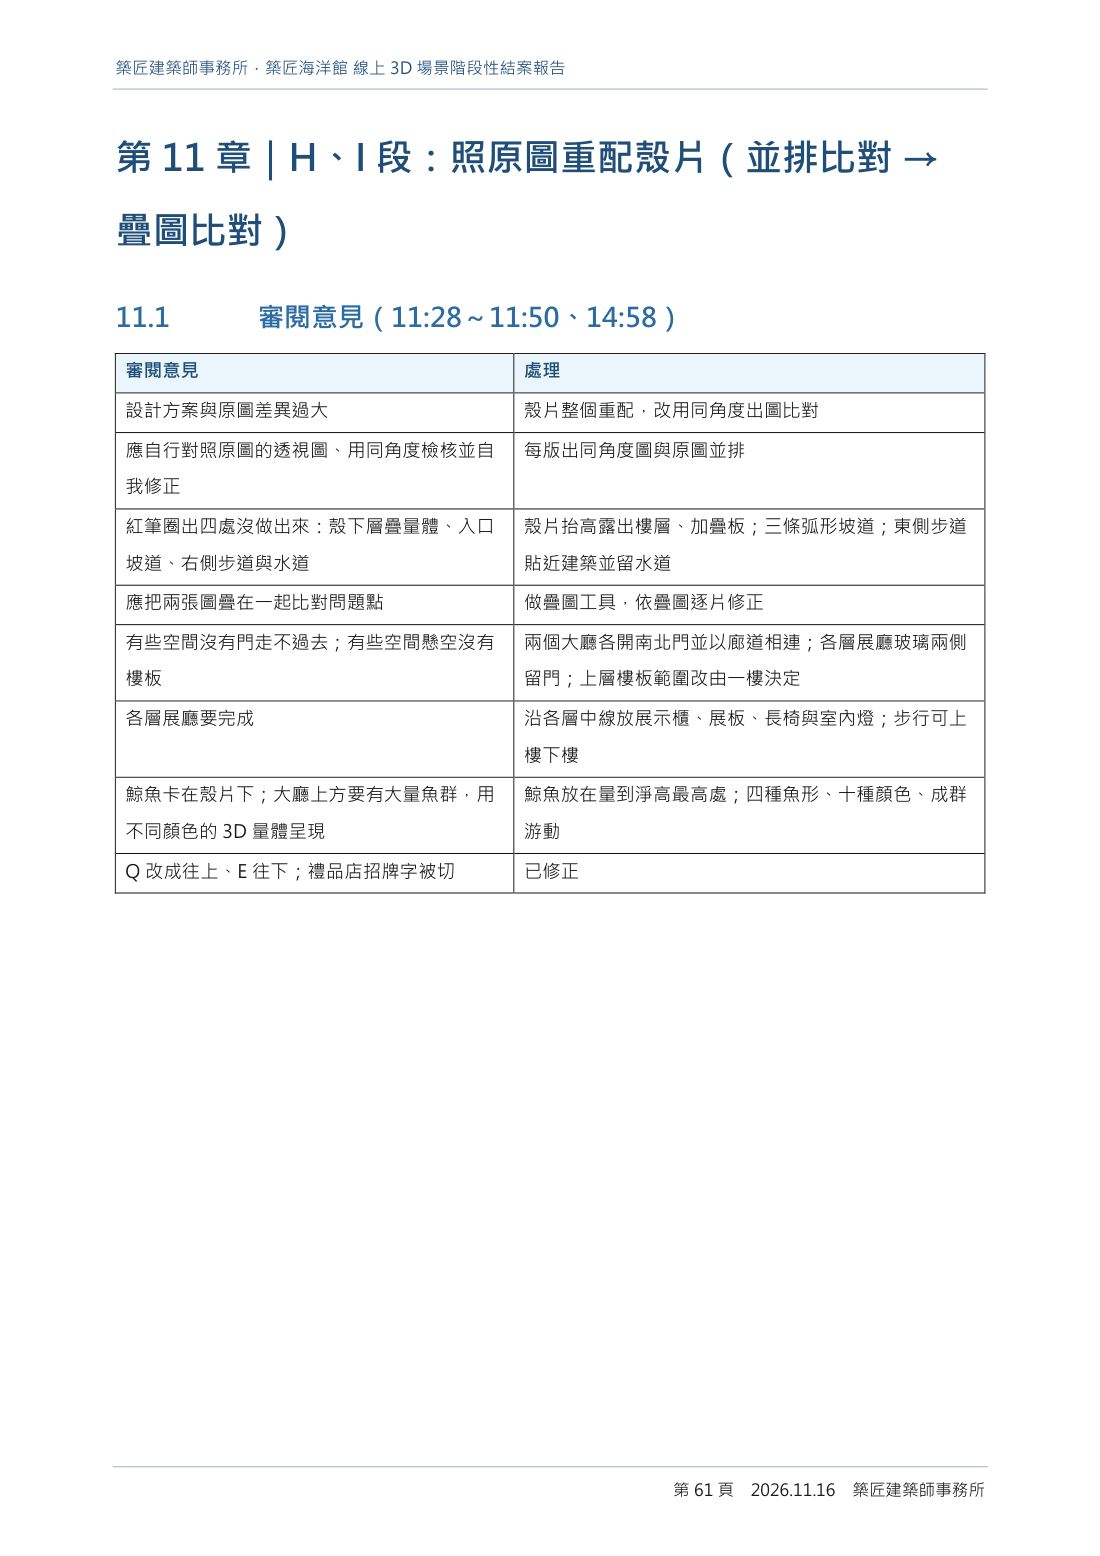 築匠建築師事務所．築匠海洋館 線上 3D 場景階段性結案報告
第 11 章｜H、I 段：照原圖重配殼片（並排比對 →
疊圖比對）
11.1 審閱意見（11:28～11:50、14:58）
審閱意見 處理
設計方案與原圖差異過大 殼片整個重配，改用同角度出圖比對
應自行對照原圖的透視圖、用同角度檢核並自 每版出同角度圖與原圖並排
我修正
紅筆圈出四處沒做出來：殼下層疊量體、入口 殼片抬高露出樓層、加疊板；三條弧形坡道；東側步道
坡道、右側步道與水道 貼近建築並留水道
應把兩張圖疊在一起比對問題點 做疊圖工具，依疊圖逐片修正
有些空間沒有門走不過去；有些空間懸空沒有 兩個大廳各開南北門並以廊道相連；各層展廳玻璃兩側
樓板 留門；上層樓板範圍改由一樓決定
各層展廳要完成 沿各層中線放展示櫃、展板、長椅與室內燈；步行可上
樓下樓
鯨魚卡在殼片下；大廳上方要有大量魚群，用 鯨魚放在量到淨高最高處；四種魚形、十種顏色、成群
不同顏色的 3D 量體呈現 游動
Q 改成往上、E 往下；禮品店招牌字被切 已修正
第 61 頁 2026.11.16 築匠建築師事務所